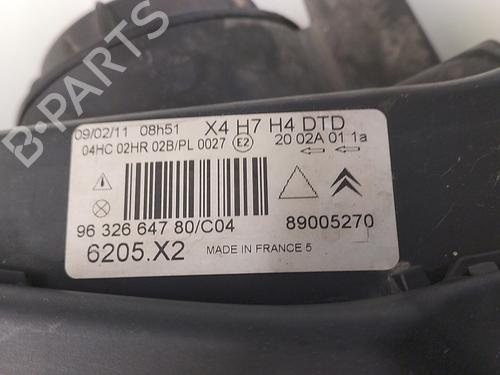 09/02/11 08h51 X4 H7 H4 DTD
04HC 02HR 02B/PL 0027 E2 20 02A 01 1a
96 326 647 80/C04 89005270
6205.X2 MADE IN FRANCE 5
B-PARTS